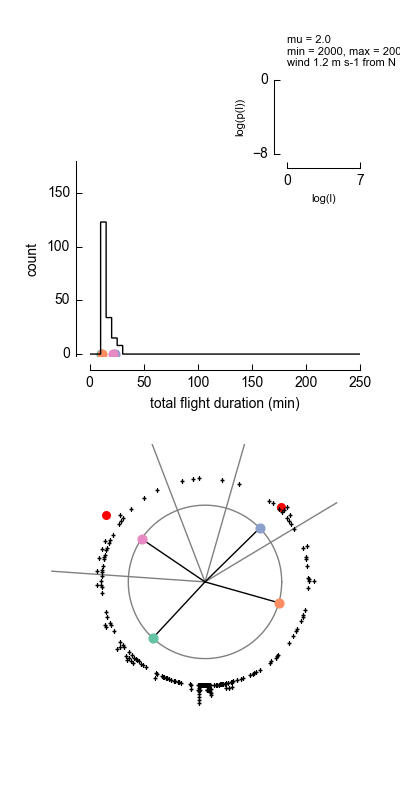 mu = 2.0
min = 2000, max = 200
wind 1.2 m s-1 from N
0
log(p(l))
−8
0
7
log(l)
150
100
50
0
count
0
50
100
150
200
250
total flight duration (min)